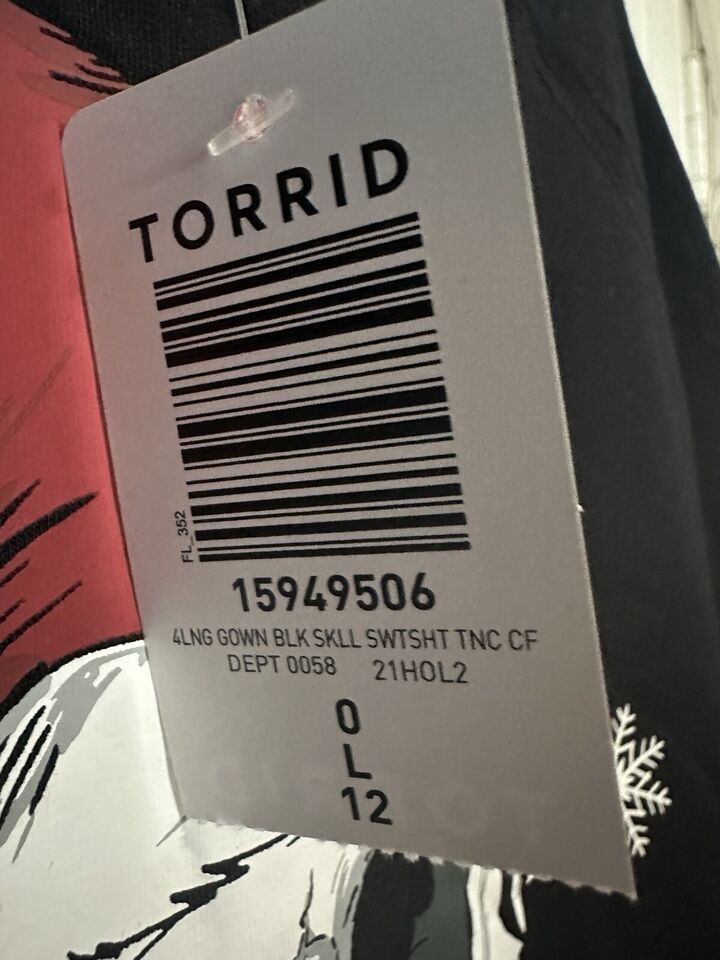 TORRID
FL_352
15949506
4LNG GOWN BLK SKLL SWTSHT TNC CF
DEPT 0058 21HOL2
0
L
12